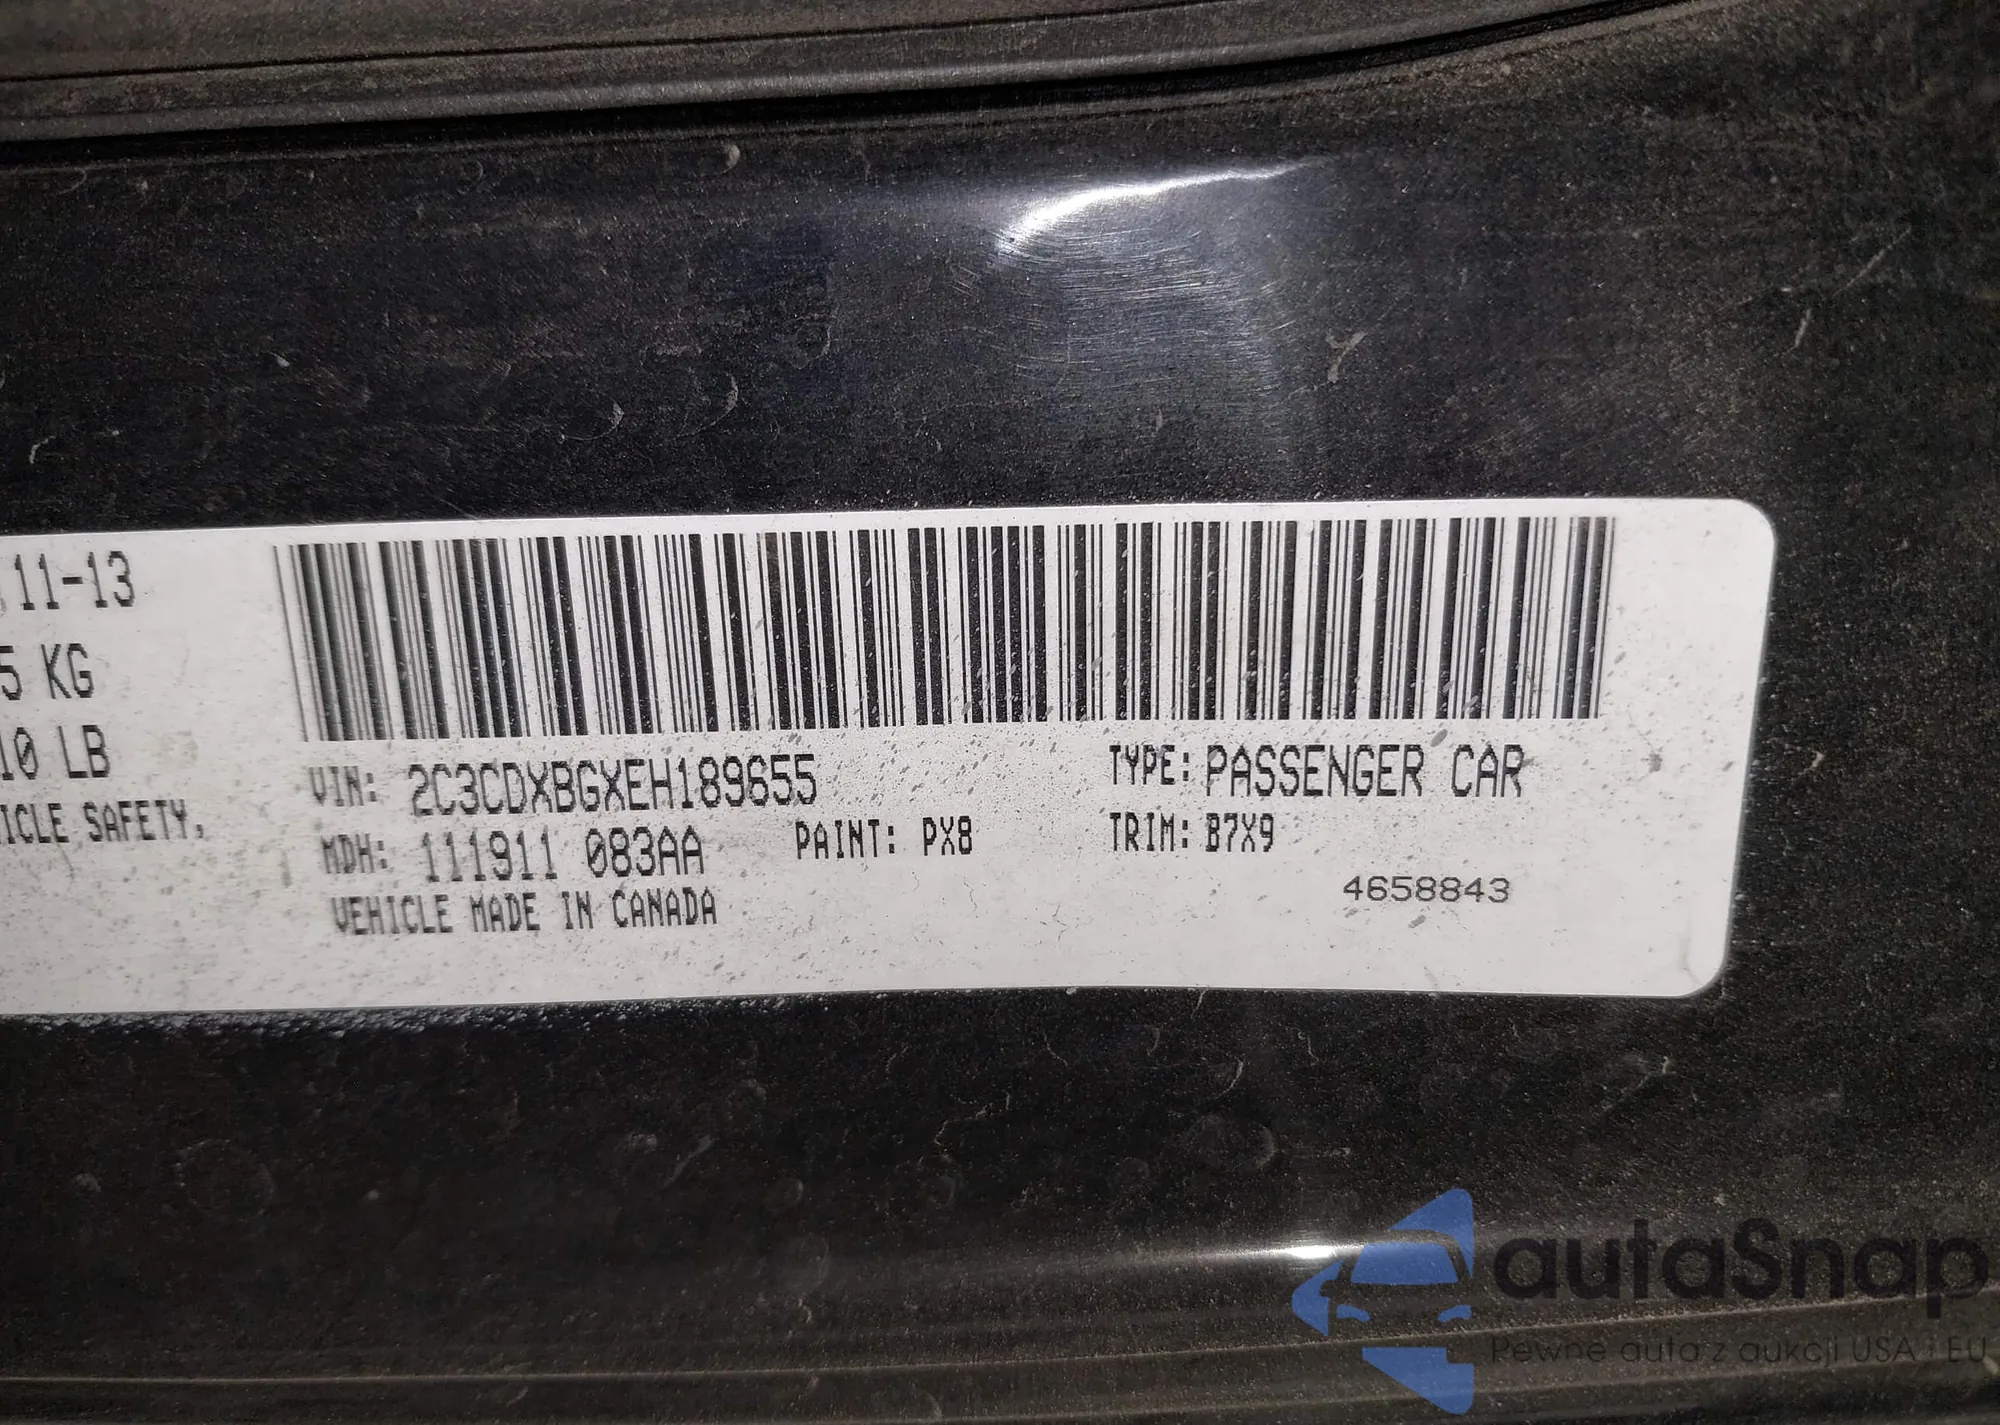 11-13
5 KG
10 LB
ICLE SAFETY,
VIN: 2C3CDXBGXEH189655
TYPE: PASSENGER CAR
MDH: 111911 083AA
PAINT: PX8
TRIM: B7X9
VEHICLE MADE IN CANADA
4658843
autaSnap
Pewne auta z aukcji USA i EU